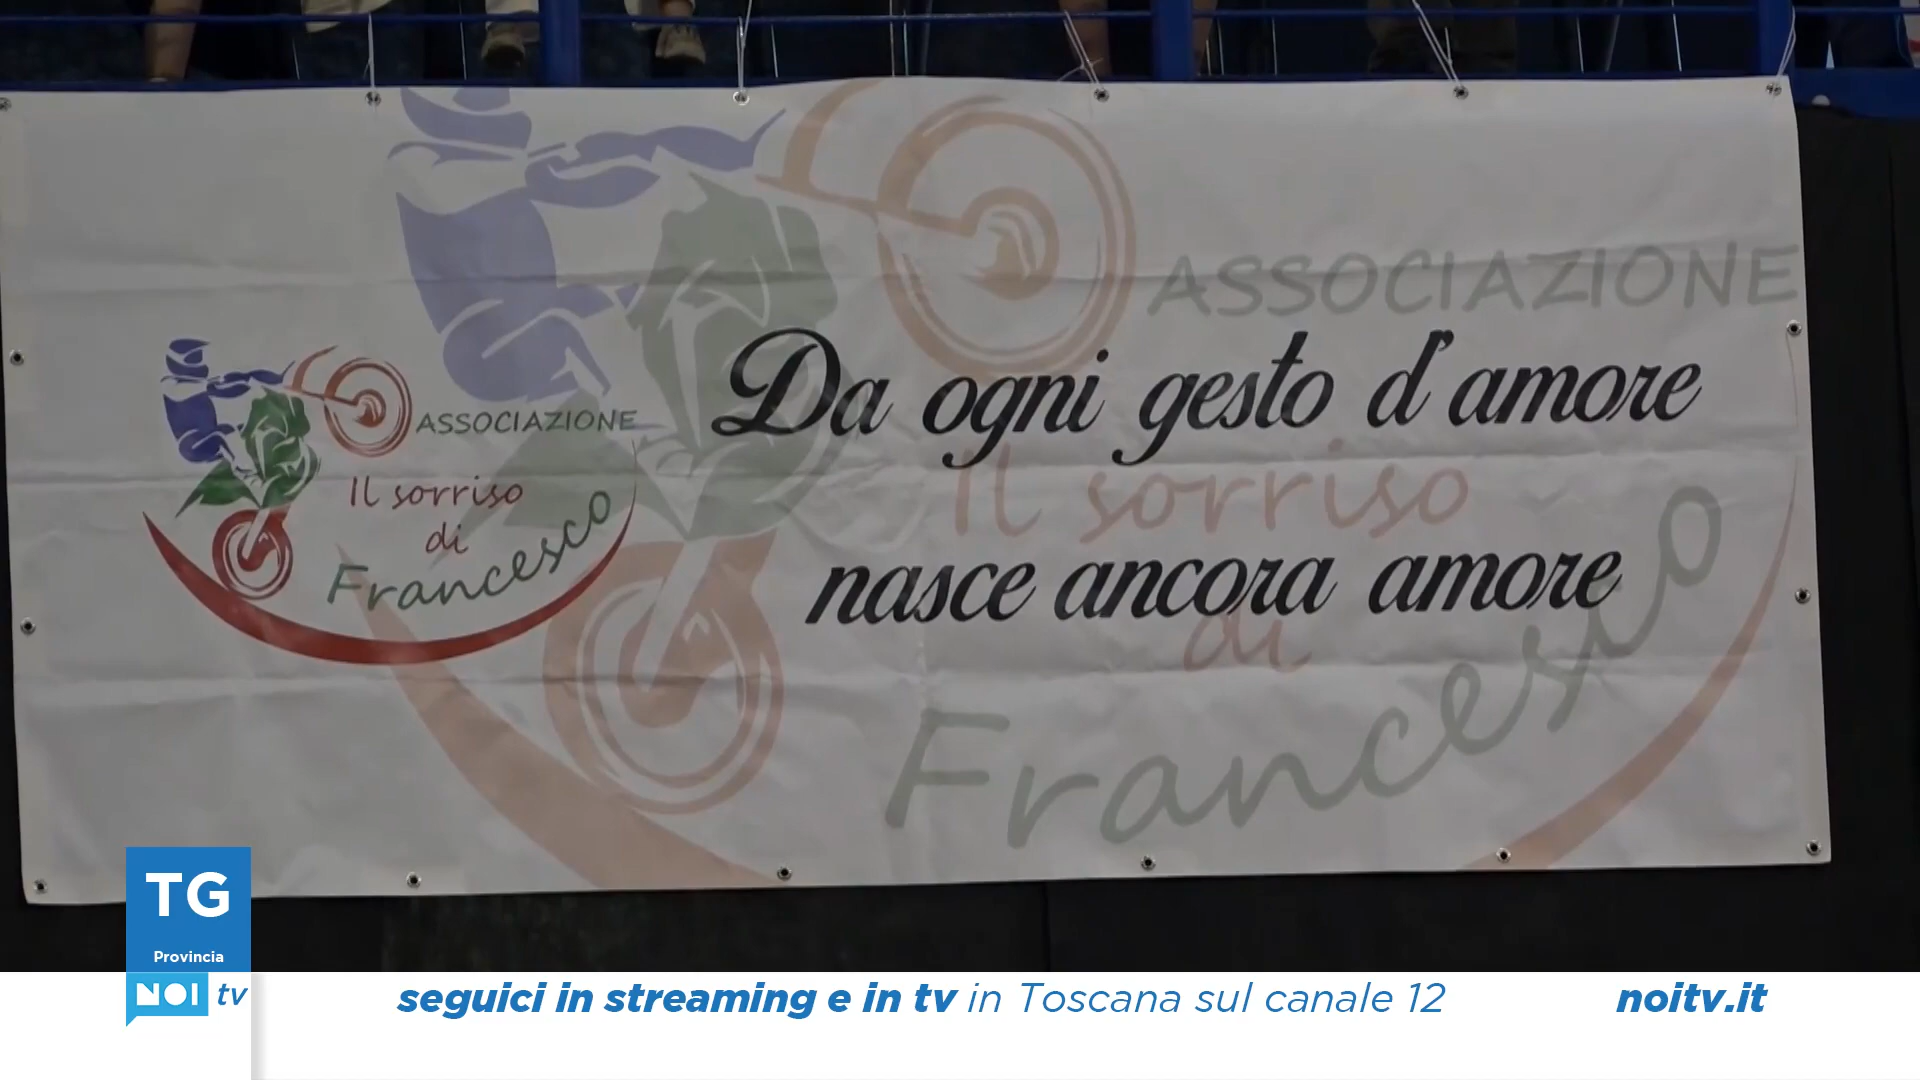 ASSOCIAZIONE
Da ogni gesto d'amore
nasce ancora amore
ASSOCIAZIONE
Il sorriso
di
Francesco
Il sorriso
di
Francesco
TG
Provincia
NOI tv
seguici in streaming e in tv in Toscana sul canale 12
noitv.it